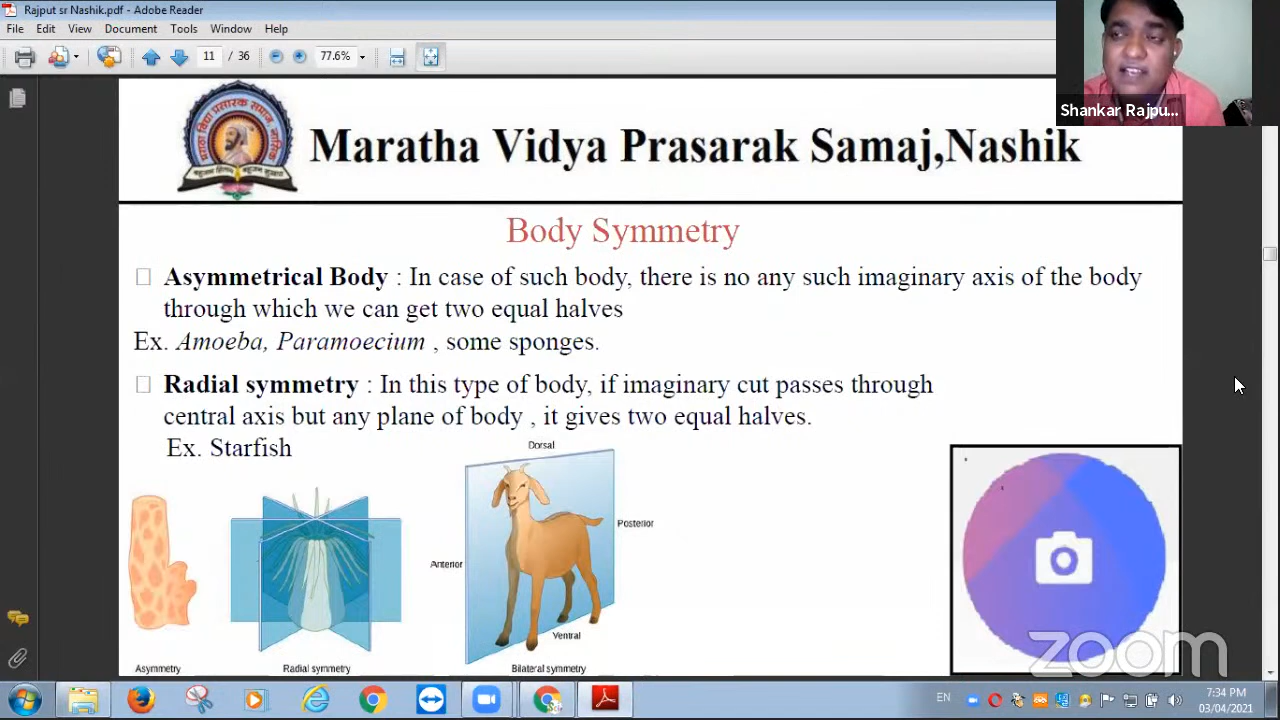 Rajput sr Nashik.pdf - Adobe Reader
File Edit View Document Tools Window Help
11 / 36 77.6%
Shankar Rajpu...
Maratha Vidya Prasarak Samaj,Nashik
Body Symmetry
Asymmetrical Body : In case of such body, there is no any such imaginary axis of the body
through which we can get two equal halves
Ex. Amoeba, Paramoecium , some sponges.
Radial symmetry : In this type of body, if imaginary cut passes through
central axis but any plane of body , it gives two equal halves.
Ex. Starfish
Dorsal
Posterior
Anterior
Ventral
Asymmetry
Radial symmetry
Bilateral symmetry
zoom
EN
7:34 PM
03/04/2021